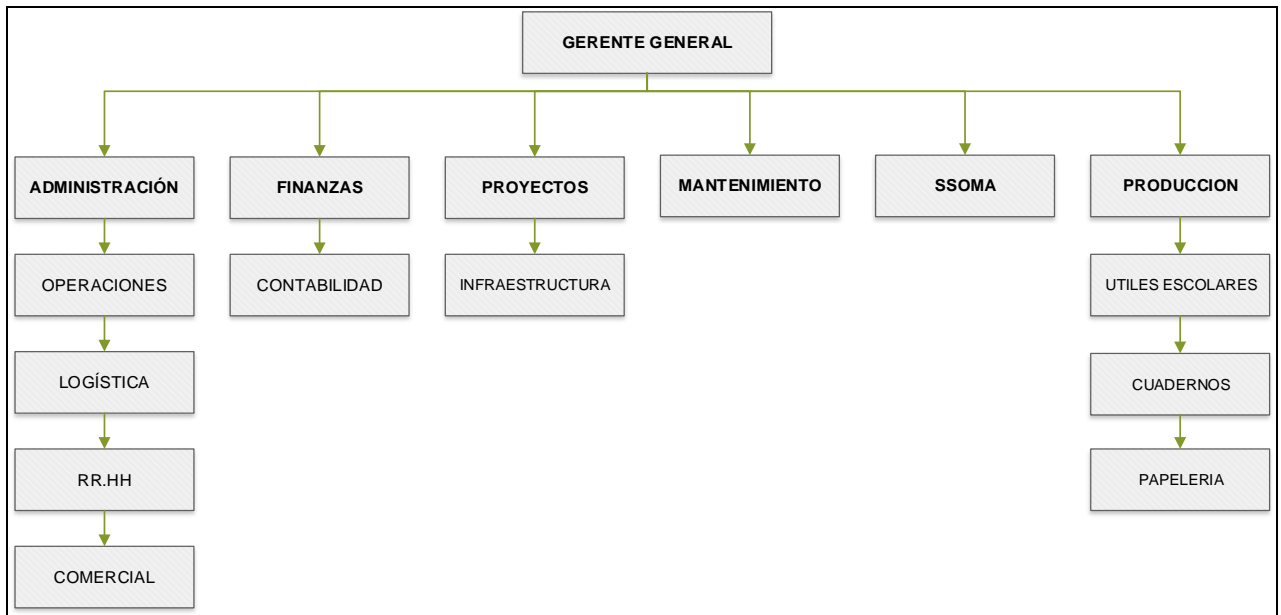 GERENTE GENERAL
ADMINISTRACIÓN
FINANZAS
PROYECTOS
MANTENIMIENTO
SSOMA
PRODUCCION
OPERACIONES
CONTABILIDAD
INFRAESTRUCTURA
UTILES ESCOLARES
LOGÍSTICA
CUADERNOS
RR.HH
PAPELERIA
COMERCIAL